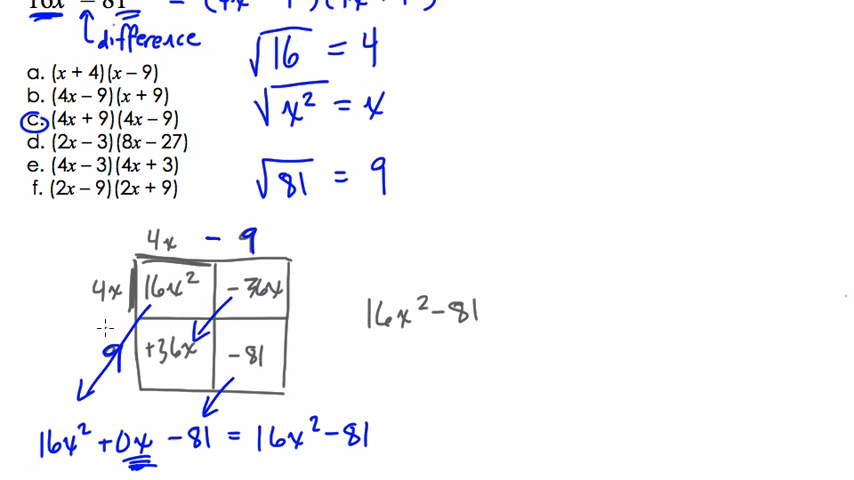 difference
√16 = 4
a. (x + 4)(x – 9)
b. (4x – 9)(x + 9)
√x² = x
c. (4x + 9)(4x – 9)
d. (2x – 3)(8x – 27)
e. (4x – 3)(4x + 3)
√81 = 9
f. (2x – 9)(2x + 9)
4x - 9
4x 16x² -36x
16x²-81
9 +36x -81
16x² +0x -81 = 16x²-81